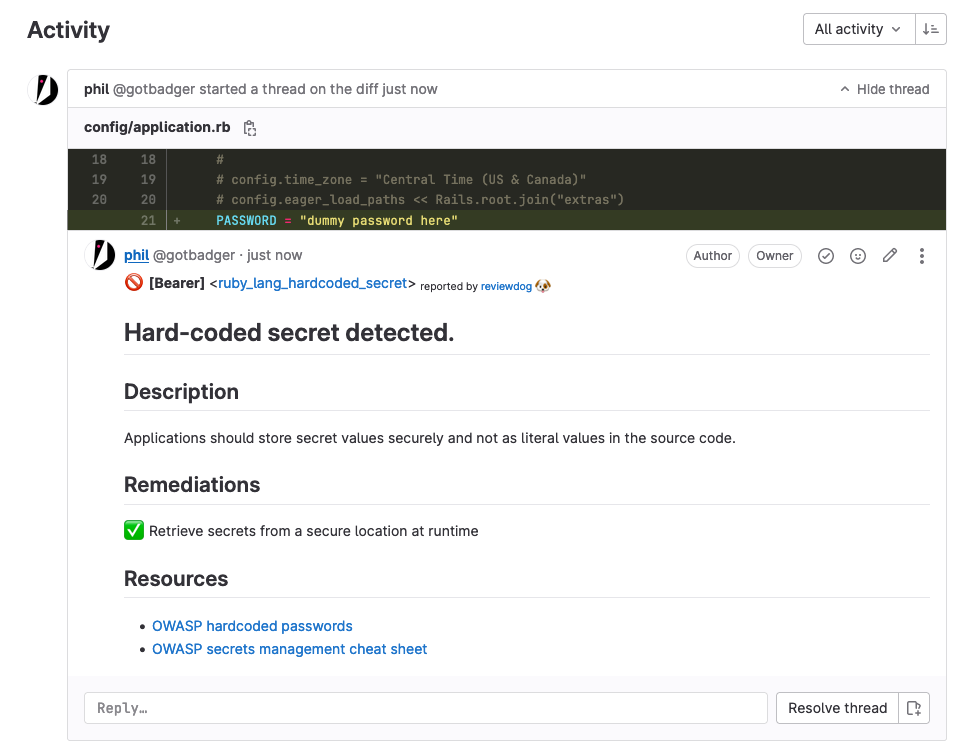 Activity
All activity
phil @gotbadger started a thread on the diff just now
Hide thread
config/application.rb
18 18 #
19 19 # config.time_zone = "Central Time (US & Canada)"
20 20 # config.eager_load_paths << Rails.root.join("extras")
21 + PASSWORD = "dummy password here"
phil @gotbadger · just now
Author Owner
🚫 [Bearer] <ruby_lang_hardcoded_secret> reported by reviewdog 🐶
Hard-coded secret detected.
Description
Applications should store secret values securely and not as literal values in the source code.
Remediations
✅ Retrieve secrets from a secure location at runtime
Resources
• OWASP hardcoded passwords
• OWASP secrets management cheat sheet
Reply…
Resolve thread